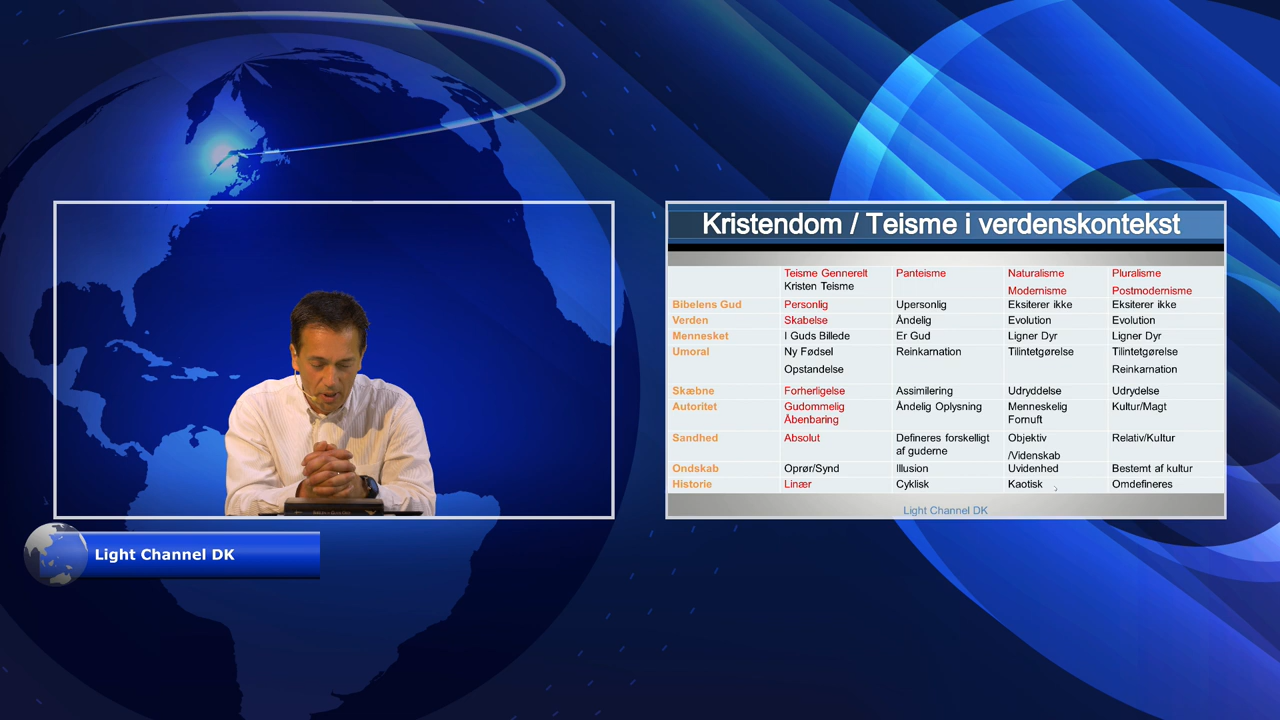 Kristendom / Teisme i verdenskontekst
Teisme Gennerelt Panteisme Naturalisme Pluralisme
Kristen Teisme Modernisme Postmodernisme
Bibelens Gud Personlig Upersonlig Eksiterer ikke Eksiterer ikke
Verden Skabelse Åndelig Evolution Evolution
Mennesket I Guds Billede Er Gud Ligner Dyr Ligner Dyr
Umoral Ny Fødsel Reinkarnation Tilintetgørelse Tilintetgørelse
Opstandelse Reinkarnation
Skæbne Forherligelse Assimilering Udryddelse Udrydelse
Autoritet Gudommelig Åndelig Oplysning Menneskelig Kultur/Magt
Åbenbaring Fornuft
Sandhed Absolut Defineres forskelligt Objektiv Relativ/Kultur
af guderne /Videnskab
Ondskab Oprør/Synd Illusion Uvidenhed Bestemt af kultur
Historie Linær Cyklisk Kaotisk Omdefineres
Light Channel DK
Light Channel DK